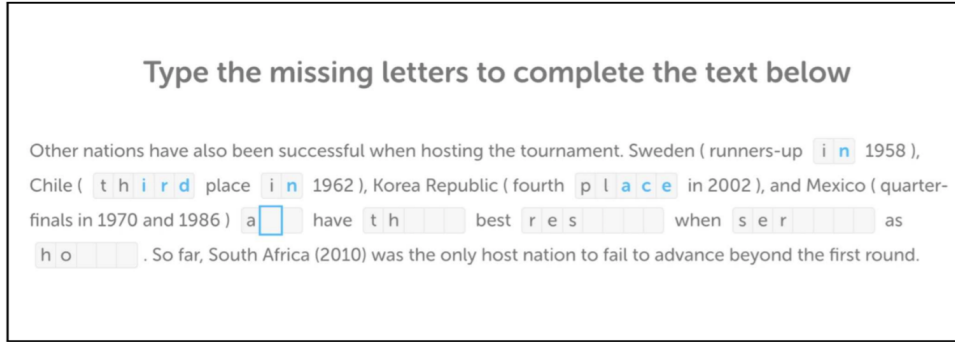 Type the missing letters to complete the text below
Other nations have also been successful when hosting the tournament. Sweden ( runners-up in 1958 ),
Chile ( third place in 1962 ), Korea Republic ( fourth place in 2002 ), and Mexico ( quarter-
finals in 1970 and 1986 ) a have th best res when ser as
ho . So far, South Africa (2010) was the only host nation to fail to advance beyond the first round.